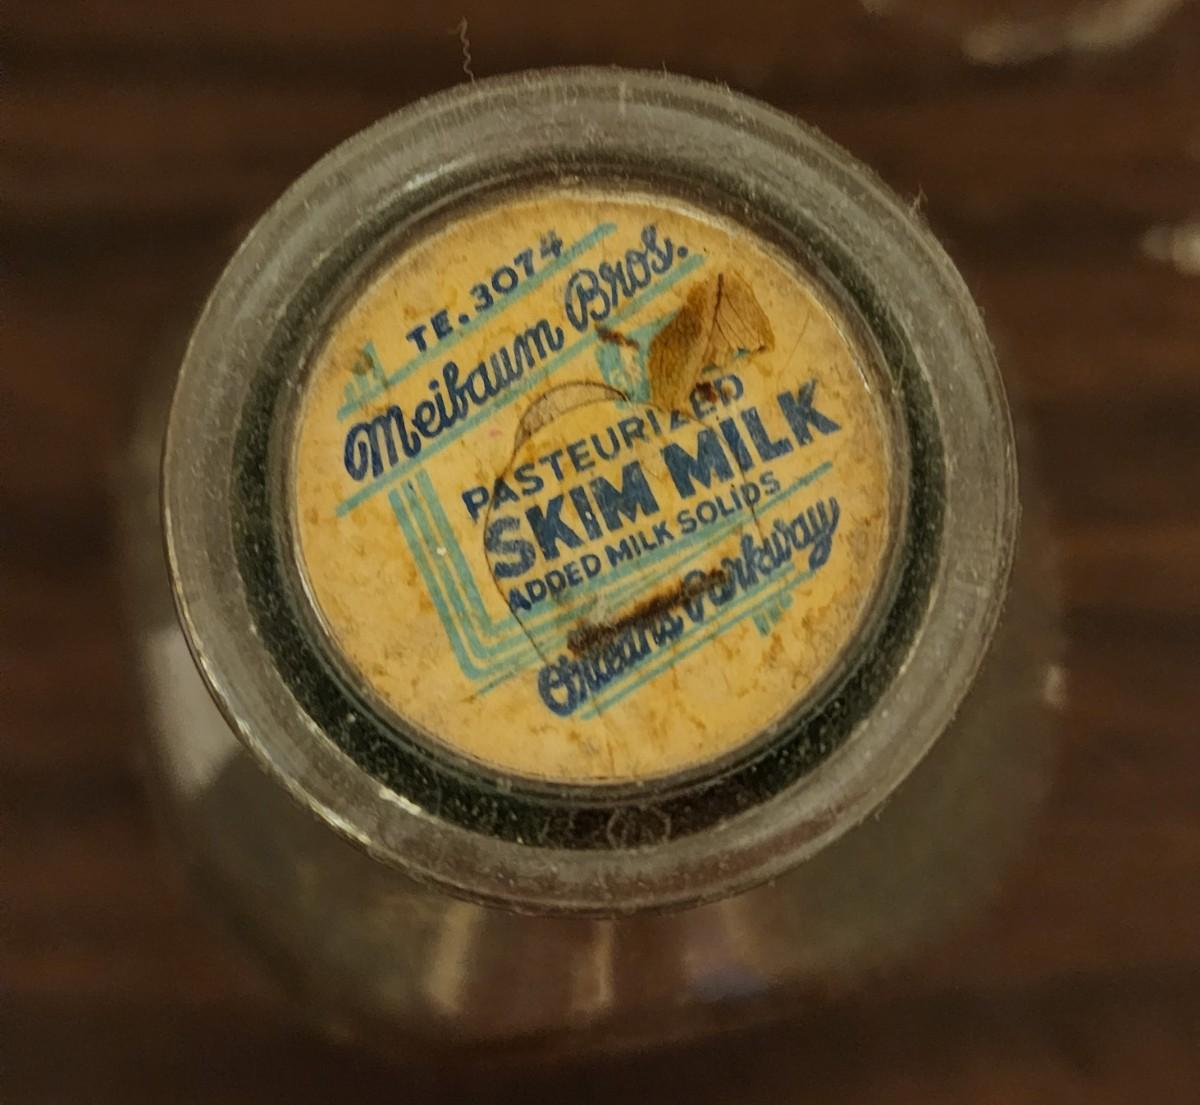 TE.3074
Meibaum Bros.
PASTEURIZED
SKIM MILK
ADDED MILK SOLIDS
Orleans Parkway